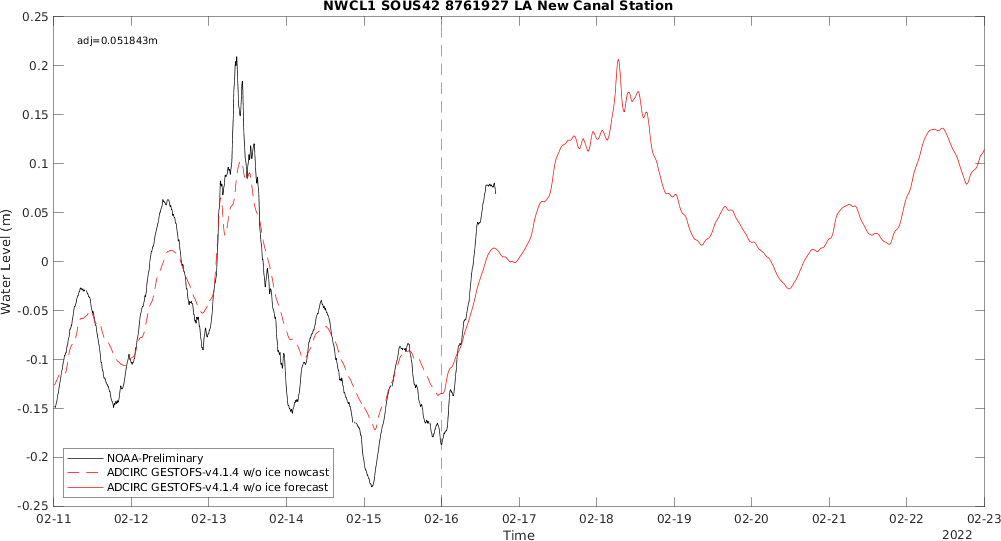 NWCL1 SOUS42 8761927 LA New Canal Station
adj=0.051843m
Water Level (m)
0.25
0.2
0.15
0.1
0.05
0
-0.05
-0.1
-0.15
-0.2
-0.25
NOAA-Preliminary
ADCIRC GESTOFS-v4.1.4 w/o ice nowcast
ADCIRC GESTOFS-v4.1.4 w/o ice forecast
02-11 02-12 02-13 02-14 02-15 02-16 02-17 02-18 02-19 02-20 02-21 02-22 02-23
Time
2022